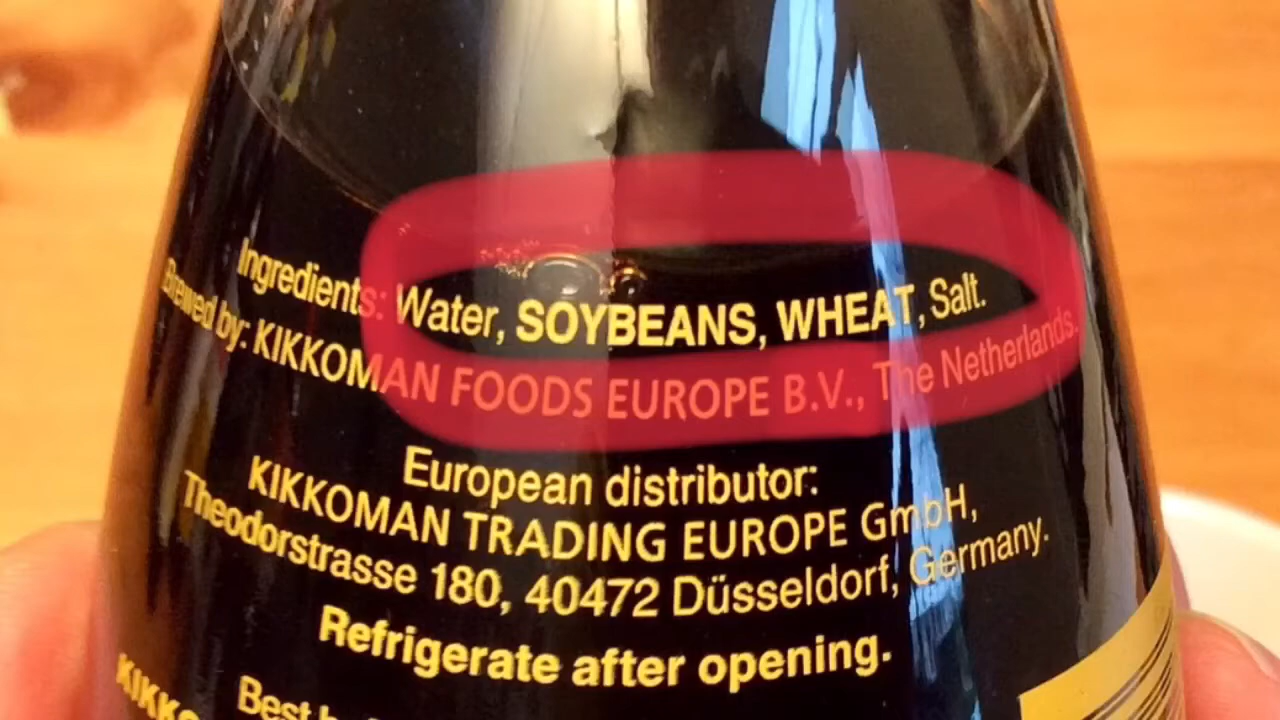 Ingredients: Water, SOYBEANS, WHEAT, Salt.
Brewed by: KIKKOMAN FOODS EUROPE B.V., The Netherlands.
European distributor:
KIKKOMAN TRADING EUROPE GmbH,
Theodorstrasse 180, 40472 Düsseldorf, Germany.
Refrigerate after opening.
Best